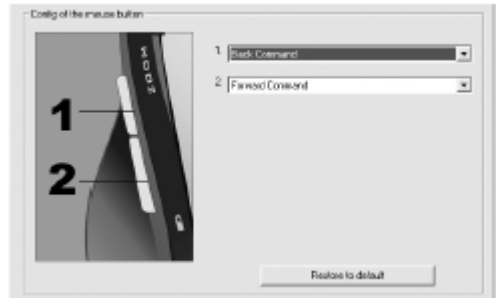 Config of the mouse button
1 Back Command
2 Forward Command
1
2
Restore to default